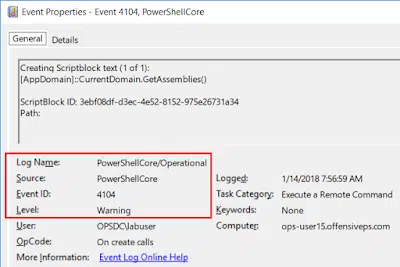 Event Properties - Event 4104, PowerShellCore
General Details
Creating Scriptblock text (1 of 1):
[AppDomain]::CurrentDomain.GetAssemblies()
ScriptBlock ID: 3ebf08df-d3ec-4e52-8152-975e26731a34
Path:
Log Name: PowerShellCore/Operational
Source: PowerShellCore Logged: 1/14/2018 7:56:59 AM
Event ID: 4104 Task Category: Execute a Remote Command
Level: Warning Keywords: None
User: OPSDC\labuser Computer: ops-user15.offensiveps.com
OpCode: On create calls
More Information: Event Log Online Help